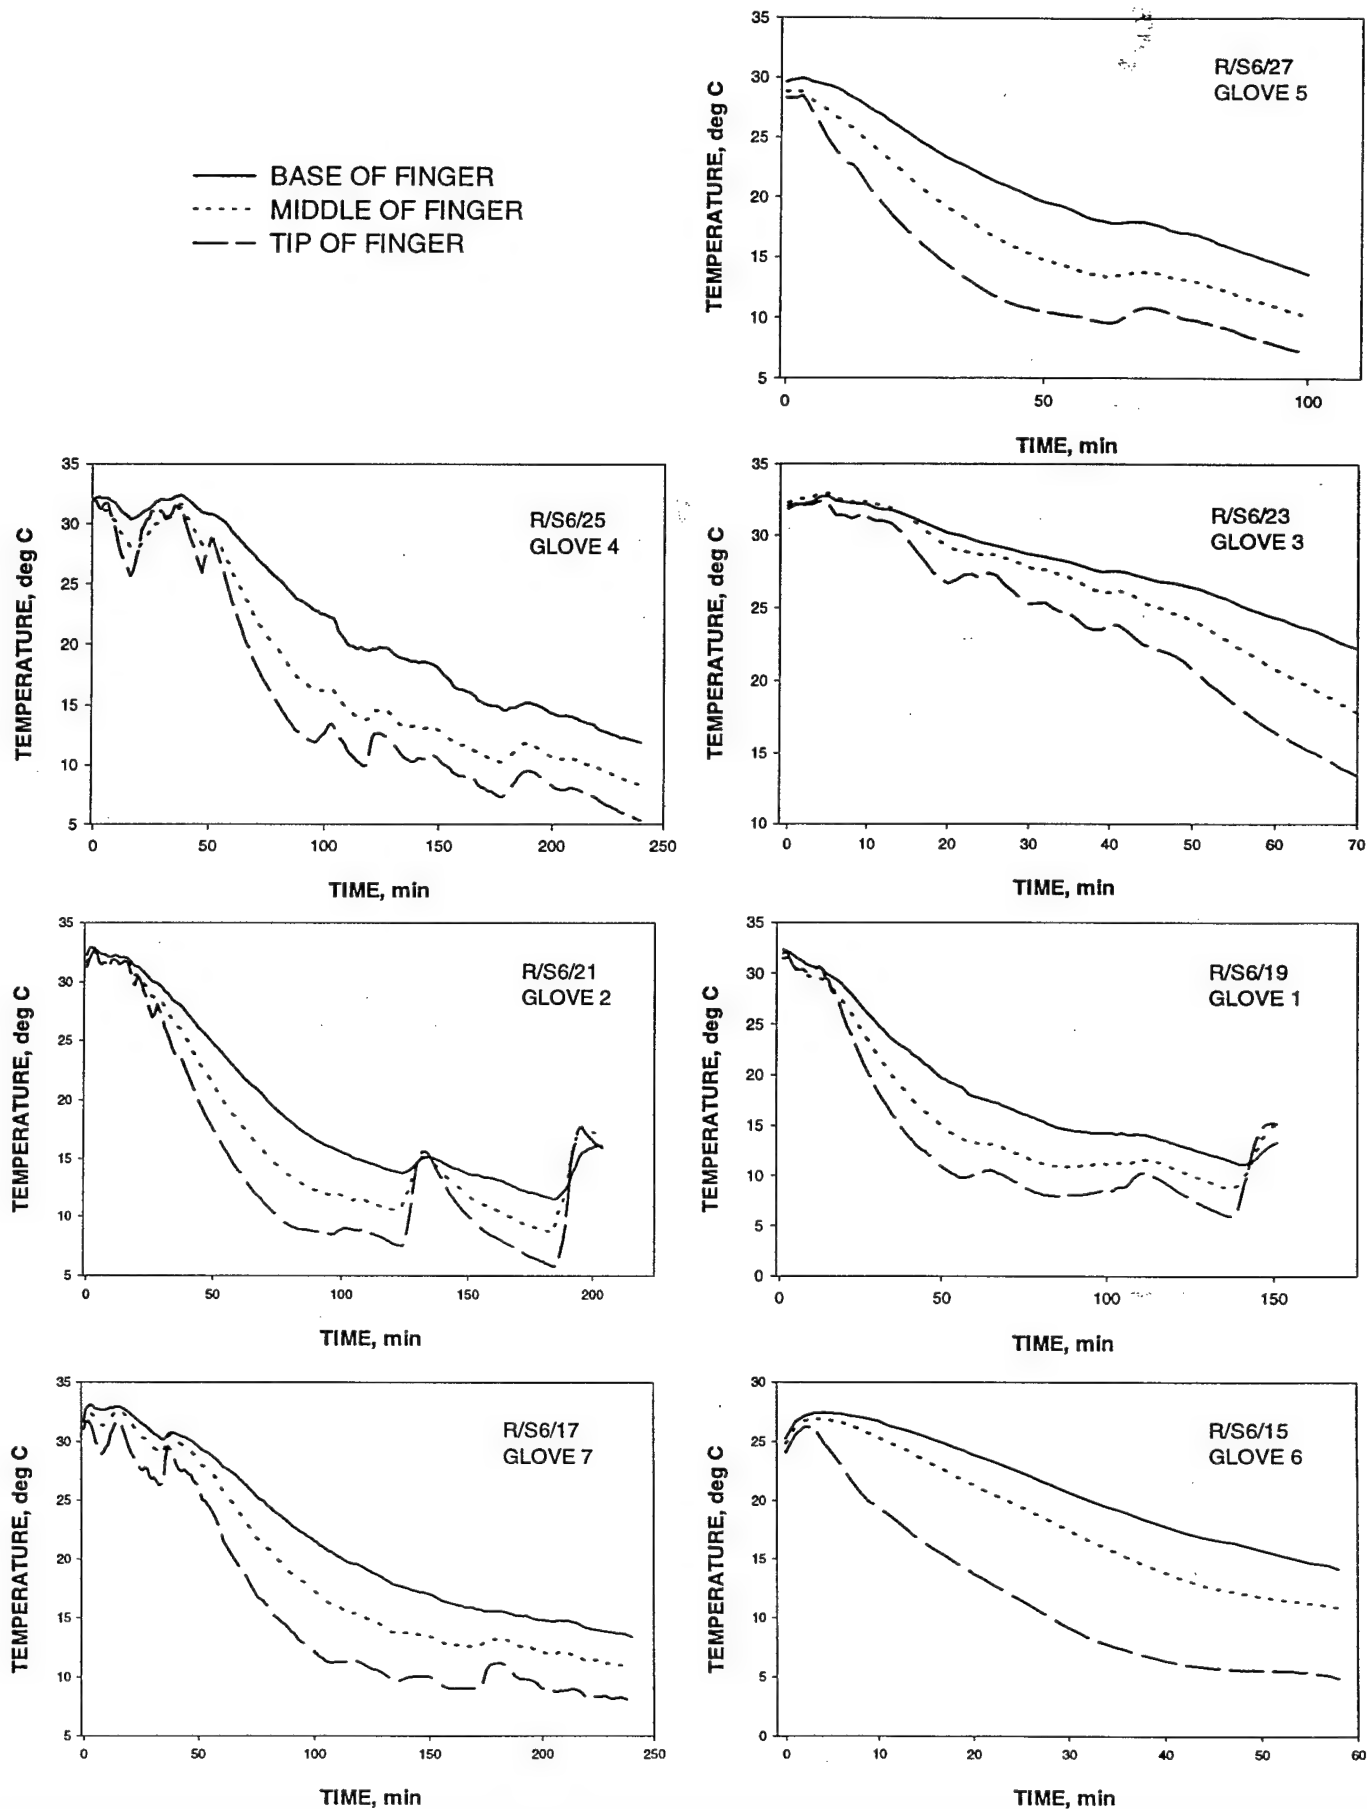 BASE OF FINGER
MIDDLE OF FINGER
TIP OF FINGER
R/S6/27
GLOVE 5
TEMPERATURE, deg C
35
30
25
20
15
10
5
0
50
100
TIME, min
R/S6/25
GLOVE 4
TEMPERATURE, deg C
35
30
25
20
15
10
5
0
50
100
150
200
250
TIME, min
R/S6/23
GLOVE 3
TEMPERATURE, deg C
35
30
25
20
15
10
0
10
20
30
40
50
60
70
TIME, min
R/S6/21
GLOVE 2
TEMPERATURE, deg C
35
30
25
20
15
10
5
0
50
100
150
200
TIME, min
R/S6/19
GLOVE 1
TEMPERATURE, deg C
35
30
25
20
15
10
5
0
0
50
100
150
TIME, min
R/S6/17
GLOVE 7
TEMPERATURE, deg C
35
30
25
20
15
10
5
0
50
100
150
200
250
TIME, min
R/S6/15
GLOVE 6
TEMPERATURE, deg C
30
25
20
15
10
5
0
0
10
20
30
40
50
60
TIME, min